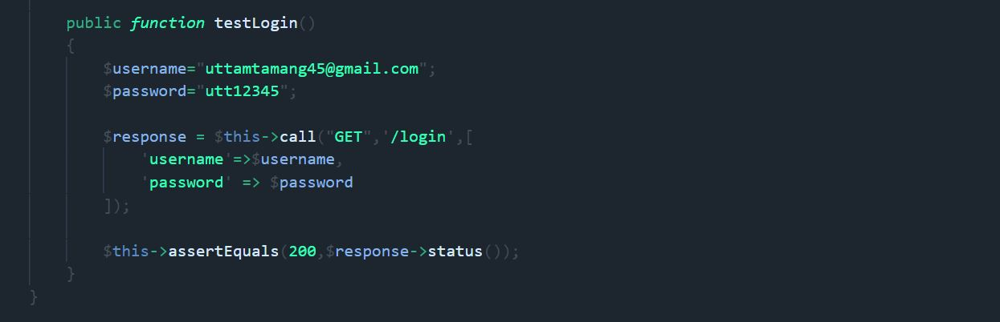 public function testLogin()
{
$username="uttamtamang45@gmail.com";
$password="utt12345";
$response = $this->call("GET",'/login',[
'username'=>$username,
'password' => $password
]);
$this->assertEquals(200,$response->status());
}
}